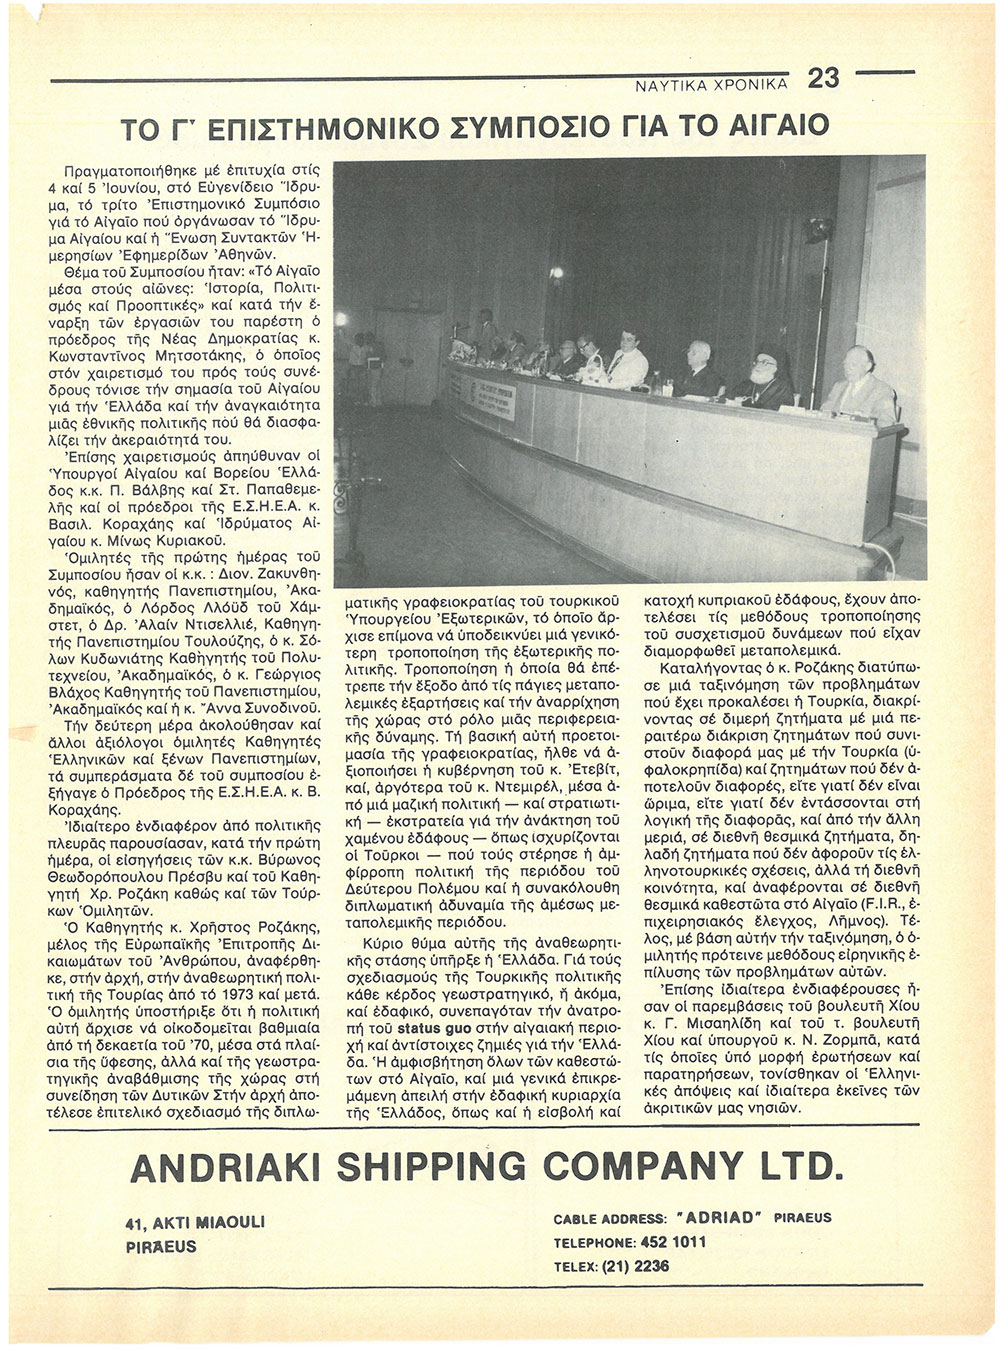 ΝΑΥΤΙΚΑ ΧΡΟΝΙΚΑ 23
ΤΟ Γ' ΕΠΙΣΤΗΜΟΝΙΚΟ ΣΥΜΠΟΣΙΟ ΓΙΑ ΤΟ ΑΙΓΑΙΟ
Πραγματοποιήθηκε μέ ἐπιτυχία στίς
4 καί 5 Ἰουνίου, στό Εὐγενίδειο Ἵδρυ-
μα, τό τρίτο Ἐπιστημονικό Συμπόσιο
γιά τό Αἰγαῖο πού ὀργάνωσαν τό Ἵδρυ-
μα Αἰγαίου καί ἡ Ἕνωση Συντακτῶν Ἡ-
μερησίων Ἐφημερίδων Ἀθηνῶν.
Θέμα τοῦ Συμποσίου ἦταν: «Τό Αἰγαῖο
μέσα στούς αἰῶνες: Ἱστορία, Πολιτι-
σμός καί Προοπτικές» καί κατά τήν ἔ-
ναρξη τῶν ἐργασιῶν του παρέστη ὁ
πρόεδρος τῆς Νέας Δημοκρατίας κ.
Κωνσταντῖνος Μητσοτάκης, ὁ ὁποῖος
στόν χαιρετισμό του πρός τούς συνέ-
δρους τόνισε τήν σημασία τοῦ Αἰγαίου
γιά τήν Ἑλλάδα καί τήν ἀναγκαιότητα
μιᾶς ἐθνικῆς πολιτικῆς πού θά διασφα-
λίζει τήν ἀκεραιότητά του.
Ἐπίσης χαιρετισμούς ἀπηύθυναν οἱ
Ὑπουργοί Αἰγαίου καί Βορείου Ἑλλά-
δος κ.κ. Π. Βάλβης καί Στ. Παπαθεμε-
λῆς καί οἱ πρόεδροι τῆς Ε.Σ.Η.Ε.Α. κ.
Βασιλ. Κοραχάης καί Ἱδρύματος Αἰ-
γαίου κ. Μίνως Κυριακοῦ.
Ὁμιλητές τῆς πρώτης ἡμέρας τοῦ
Συμποσίου ἦσαν οἱ κ.κ. : Διον. Ζακυνθη-
νός, καθηγητής Πανεπιστημίου, Ἀκα-
δημαϊκός, ὁ Λόρδος Λλόϋδ τοῦ Χάμ-
στετ, ὁ Δρ. Ἀλαίν Ντισελλιέ, Καθηγη-
τής Πανεπιστημίου Τουλούζης, ὁ κ. Σό-
λων Κυδωνιάτης Καθηγητής τοῦ Πολυ-
τεχνείου, Ἀκαδημαϊκός, ὁ κ. Γεώργιος
Βλάχος Καθηγητής τοῦ Πανεπιστημίου,
Ἀκαδημαϊκός καί ἡ κ. Ἄννα Συνοδινοῦ.
Τήν δεύτερη μέρα ἀκολούθησαν καί
ἄλλοι ἀξιόλογοι ὁμιλητές Καθηγητές
Ἑλληνικῶν καί ξένων Πανεπιστημίων,
τά συμπεράσματα δέ τοῦ συμποσίου ἐ-
ξήγαγε ὁ Πρόεδρος τῆς Ε.Σ.Η.Ε.Α. κ. Β.
Κοραχάης.
Ἰδιαίτερο ἐνδιαφέρον ἀπό πολιτικῆς
πλευρᾶς παρουσίασαν, κατά τήν πρώτη
ἡμέρα, οἱ εἰσηγήσεις τῶν κ.κ. Βύρωνος
Θεωδορόπουλου Πρέσβυ καί τοῦ Καθη-
γητή Χρ. Ροζάκη καθώς καί τῶν Τούρ-
κων Ὁμιλητῶν.
Ὁ Καθηγητής κ. Χρῆστος Ροζάκης,
μέλος τῆς Εὐρωπαϊκῆς Ἐπιτροπῆς Δι-
καιωμάτων τοῦ Ἀνθρώπου, ἀναφέρθη-
κε, στήν ἀρχή, στήν ἀναθεωρητική πολι-
τική τῆς Τουρίας ἀπό τό 1973 καί μετά.
Ὁ ὁμιλητής ὑποστήριξε ὅτι ἡ πολιτική
αὐτή ἄρχισε νά οἰκοδομεῖται βαθμιαία
ἀπό τή δεκαετία τοῦ '70, μέσα στά πλαί-
σια τῆς ὕφεσης, ἀλλά καί τῆς γεωστρα-
τηγικῆς ἀναβάθμισης τῆς χώρας στή
συνείδηση τῶν Δυτικῶν Στήν ἀρχή ἀπο-
τέλεσε ἐπιτελικό σχεδιασμό τῆς διπλω-
ματικῆς γραφειοκρατίας τοῦ τουρκικοῦ
Ὑπουργείου Ἐξωτερικῶν, τό ὁποῖο ἄρ-
χισε ἐπίμονα νά ὑποδεικνύει μιά γενικό-
τερη τροποποίηση τῆς ἐξωτερικῆς πο-
λιτικῆς. Τροποποίηση ἡ ὁποία θά ἐπέ-
τρεπε τήν ἔξοδο ἀπό τίς πάγιες μεταπο-
λεμικές ἐξαρτήσεις καί τήν ἀναρρίχηση
τῆς χώρας στό ρόλο μιᾶς περιφερεια-
κῆς δύναμης. Τή βασική αὐτή προετοι-
μασία τῆς γραφειοκρατίας, ἦλθε νά ἀ-
ξιοποιήσει ἡ κυβέρνηση τοῦ κ. Ἐτεβίτ,
καί, ἀργότερα τοῦ κ. Ντεμιρέλ, μέσα ἀ-
πό μιά μαζική πολιτική — καί στρατιωτι-
κή — ἐκστρατεία γιά τήν ἀνάκτηση τοῦ
χαμένου ἐδάφους — ὅπως ἰσχυρίζονται
οἱ Τοῦρκοι — πού τούς στέρησε ἡ ἀμ-
φίρροπη πολιτική τῆς περιόδου τοῦ
Δεύτερου Πολέμου καί ἡ συνακόλουθη
διπλωματική ἀδυναμία τῆς ἀμέσως με-
ταπολεμικῆς περιόδου.
Κύριο θύμα αὐτῆς τῆς ἀναθεωρητι-
κῆς στάσης ὑπῆρξε ἡ Ἑλλάδα. Γιά τούς
σχεδιασμούς τῆς Τουρκικῆς πολιτικῆς
κάθε κέρδος γεωστρατηγικό, ἤ ἀκόμα,
καί ἐδαφικό, συνεπαγόταν τήν ἀνατρο-
πή τοῦ status guo στήν αἰγαιακή περιο-
χή καί ἀντίστοιχες ζημιές γιά τήν Ἑλλά-
δα. Ἡ ἀμφισβήτηση ὅλων τῶν καθεστώ-
των στό Αἰγαῖο, καί μιά γενικά ἐπικρε-
μάμενη ἀπειλή στήν ἐδαφική κυριαρχία
τῆς Ἑλλάδος, ὅπως καί ἡ εἰσβολή καί
κατοχή κυπριακοῦ ἐδάφους, ἔχουν ἀπο-
τελέσει τίς μεθόδους τροποποίησης
τοῦ συσχετισμοῦ δυνάμεων πού εἶχαν
διαμορφωθεῖ μεταπολεμικά.
Καταλήγοντας ὁ κ. Ροζάκης διατύπω-
σε μιά ταξινόμηση τῶν προβλημάτων
πού ἔχει προκαλέσει ἡ Τουρκία, διακρί-
νοντας σέ διμερή ζητήματα μέ μιά πε-
ραιτέρω διάκριση ζητημάτων πού συνι-
στοῦν διαφορά μας μέ τήν Τουρκία (ὑ-
φαλοκρηπίδα) καί ζητημάτων πού δέν ἀ-
ποτελοῦν διαφορές, εἴτε γιατί δέν εἶναι
ὥριμα, εἴτε γιατί δέν ἐντάσσονται στή
λογική τῆς διαφορᾶς, καί ἀπό τήν ἄλλη
μεριά, σέ διεθνή θεσμικά ζητήματα, δη-
λαδή ζητήματα πού δέν ἀφοροῦν τίς ἑλ-
ληνοτουρκικές σχέσεις, ἀλλά τή διεθνή
κοινότητα, καί ἀναφέρονται σέ διεθνή
θεσμικά καθεστῶτα στό Αἰγαῖο (F.I.R., ἐ-
πιχειρησιακός ἔλεγχος, Λῆμνος). Τέ-
λος, μέ βάση αὐτήν τήν ταξινόμηση, ὁ ὁ-
μιλητής πρότεινε μεθόδους εἰρηνικῆς ἐ-
πίλυσης τῶν προβλημάτων αὐτῶν.
Ἐπίσης ἰδιαίτερα ἐνδιαφέρουσες ἤ-
σαν οἱ παρεμβάσεις τοῦ βουλευτῆ Χίου
κ. Γ. Μισαηλίδη καί τοῦ τ. βουλευτῆ
Χίου καί ὑπουργοῦ κ. Ν. Ζορμπᾶ, κατά
τίς ὁποῖες ὑπό μορφή ἐρωτήσεων καί
παρατηρήσεων, τονίσθηκαν οἱ Ἑλληνι-
κές ἀπόψεις καί ἰδιαίτερα ἐκεῖνες τῶν
ἀκριτικῶν μας νησιῶν.
ANDRIAKI SHIPPING COMPANY LTD.
41, AKTI MIAOULI
PIRAEUS
CABLE ADDRESS: "ADRIAD" PIRAEUS
TELEPHONE: 452 1011
TELEX: (21) 2236